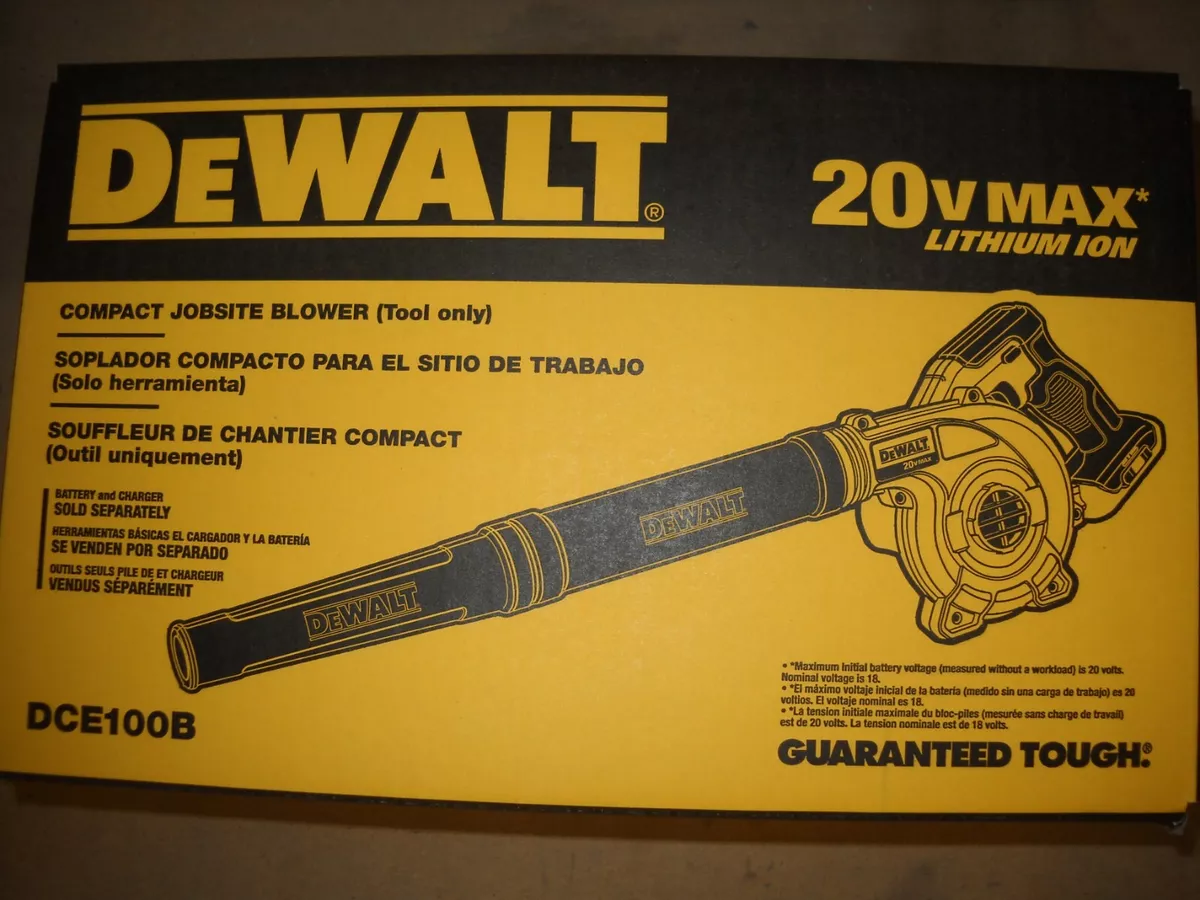 DEWALT®
20V MAX*
LITHIUM ION
COMPACT JOBSITE BLOWER (Tool only)
SOPLADOR COMPACTO PARA EL SITIO DE TRABAJO
(Solo herramienta)
SOUFFLEUR DE CHANTIER COMPACT
(Outil uniquement)
BATTERY and CHARGER
SOLD SEPARATELY
HERRAMIENTAS BÁSICAS EL CARGADOR Y LA BATERÍA
SE VENDEN POR SEPARADO
OUTILS SEULS PILE DE ET CHARGEUR
VENDUS SÉPARÉMENT
DEWALT
20V MAX
DEWALT
DEWALT
DCE100B
• *Maximum initial battery voltage (measured without a workload) is 20 volts.
Nominal voltage is 18.
• *El máximo voltaje inicial de la batería (medido sin una carga de trabajo) es 20
voltios. El voltaje nominal es 18.
• *La tension initiale maximale du bloc-piles (mesurée sans charge de travail)
est de 20 volts. La tension nominale est de 18 volts.
GUARANTEED TOUGH.®